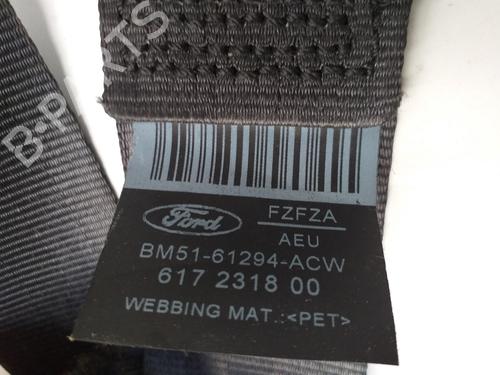 B-PARTS
Ford
FZFZA
AEU
BM51-61294-ACW
617 2318 00
WEBBING MAT.:<PET>